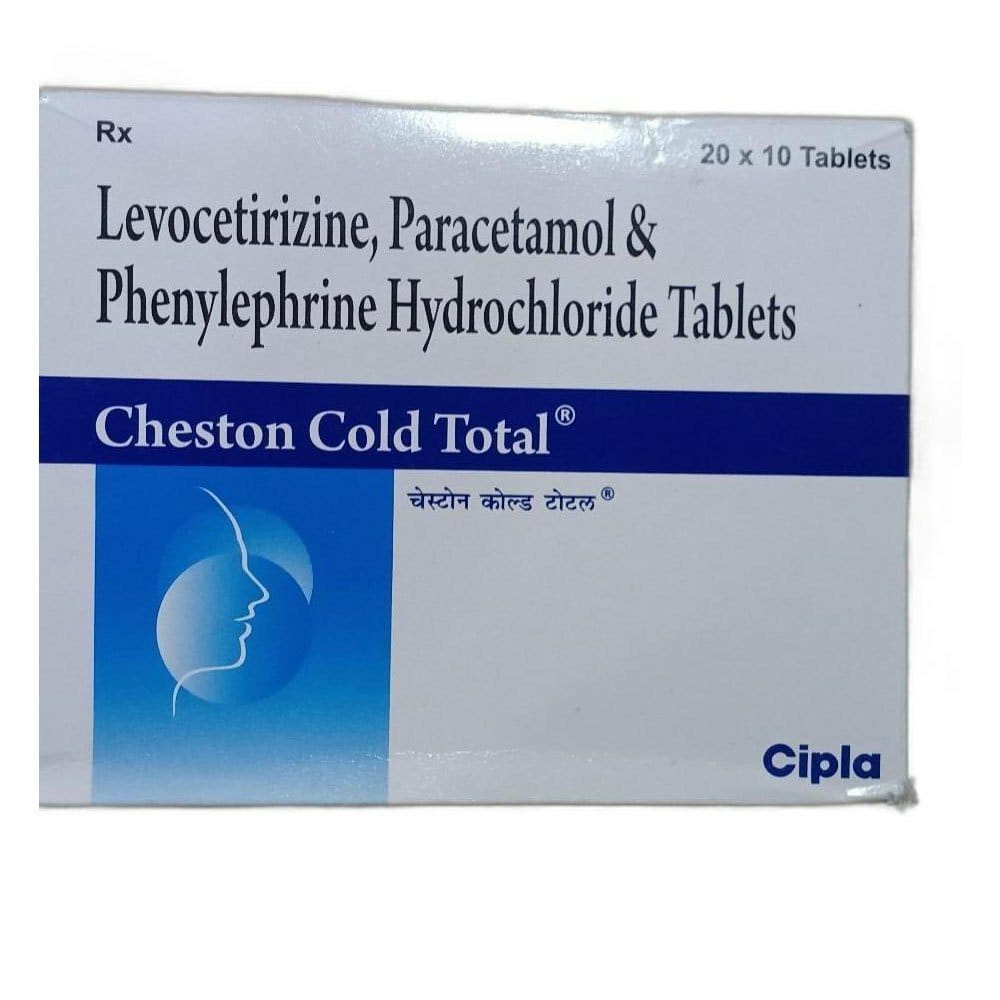 Rx
20 x 10 Tablets
Levocetirizine, Paracetamol &
Phenylephrine Hydrochloride Tablets
Cheston Cold Total®
चेस्टोन कोल्ड टोटल®
Cipla